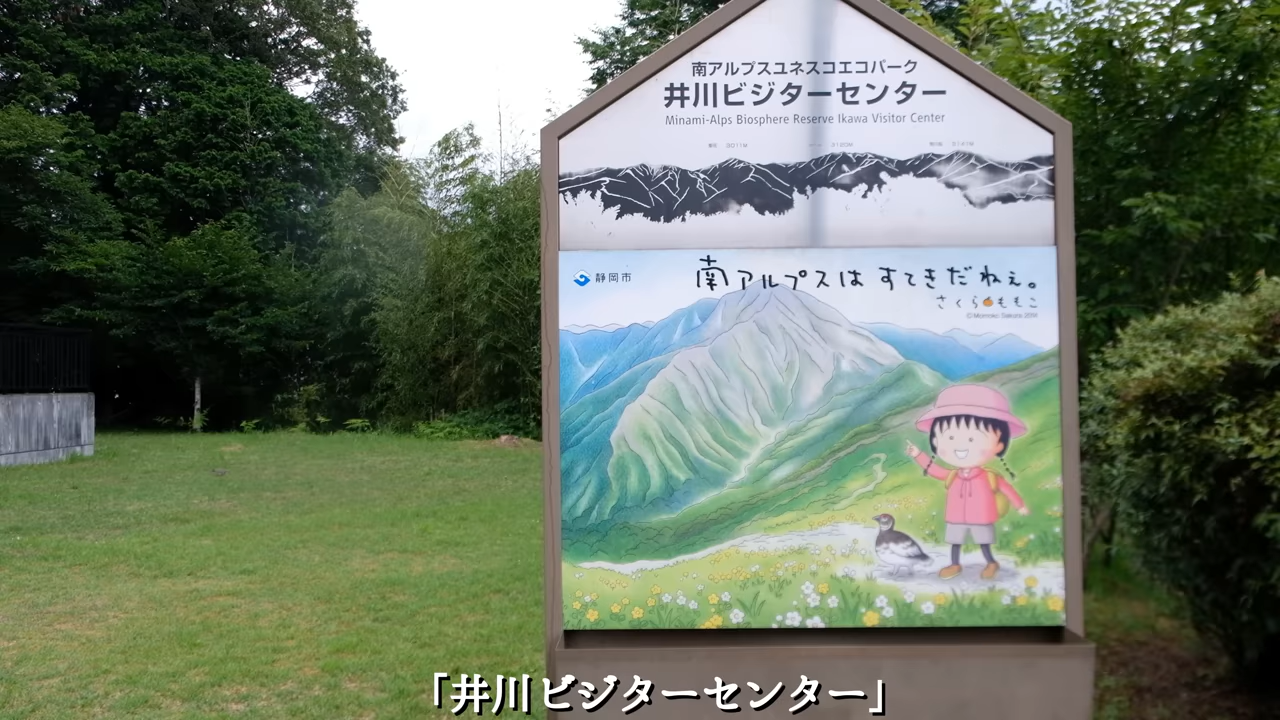 南アルプスユネスコエコパーク
井川ビジターセンター
Minami-Alps Biosphere Reserve Ikawa Visitor Center
静岡市
南アルプスは すてきだねぇ。
さくらももこ
©Momoko Sakura 2014
「井川ビジターセンター」